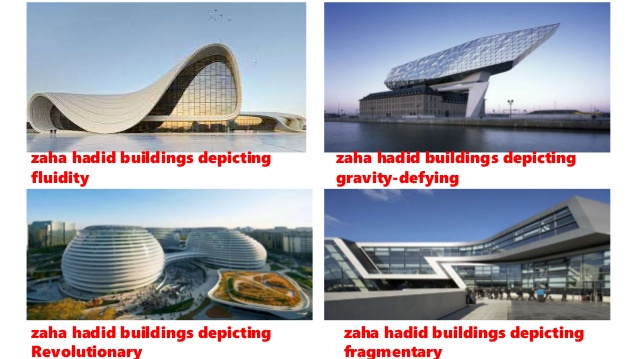 zaha hadid buildings depicting
fluidity
zaha hadid buildings depicting
gravity-defying
zaha hadid buildings depicting
Revolutionary
zaha hadid buildings depicting
fragmentary